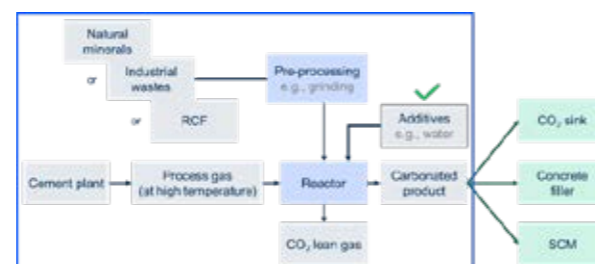 Natural
minerals
or
Industrial
wastes
or
RCF
Pre-processing
e.g., grinding
Additives
e.g., water
Cement plant
Process gas
(at high temperature)
Reactor
Carbonated
product
CO₂ lean gas
CO₂ sink
Concrete
filler
SCM